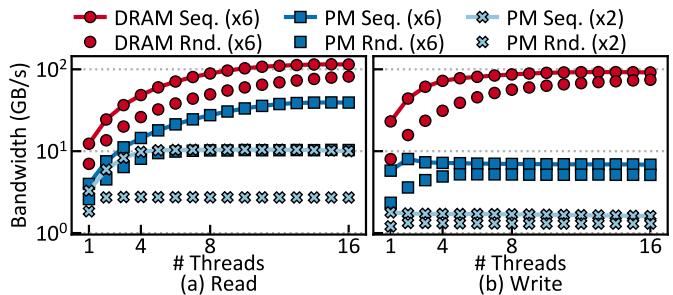 DRAM Seq. (x6) PM Seq. (x6) PM Seq. (x2)
DRAM Rnd. (x6) PM Rnd. (x6) PM Rnd. (x2)
Bandwidth (GB/s)
10²
10¹
10⁰
1 4 8 16
# Threads
(a) Read
1 4 8 16
# Threads
(b) Write